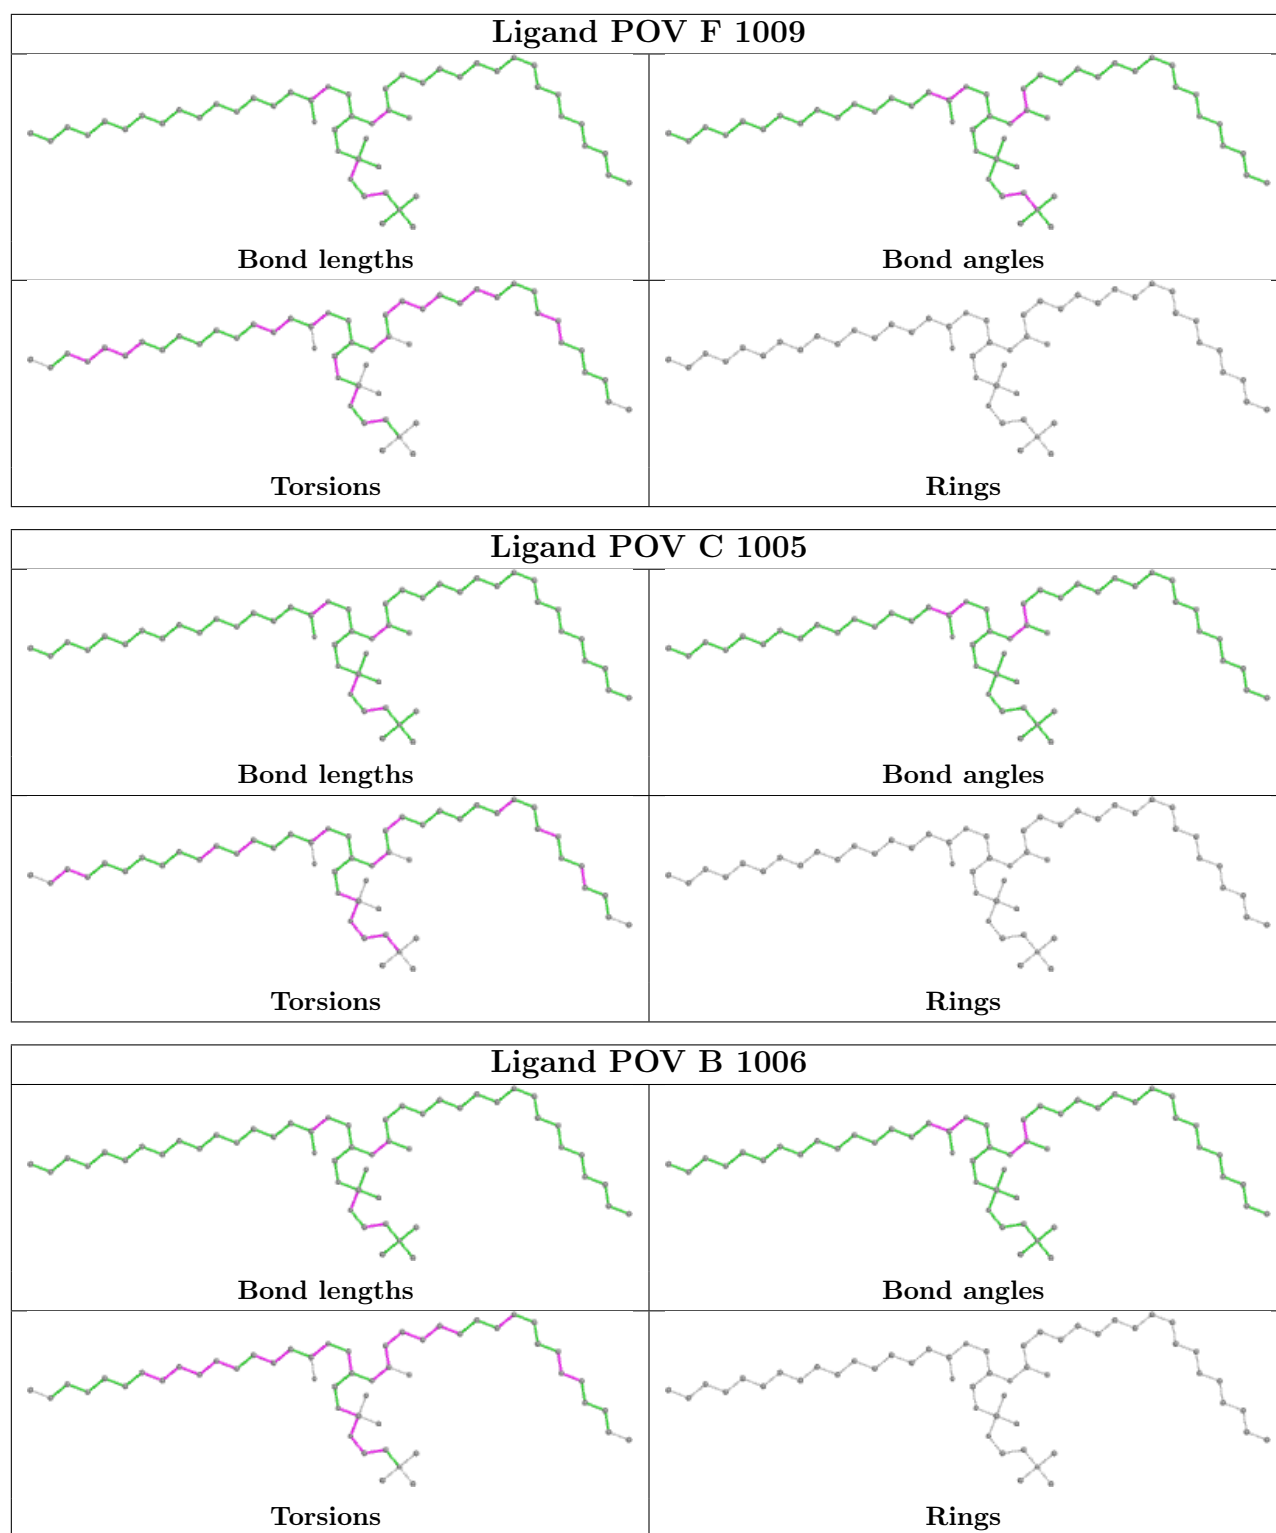 Ligand POV F 1009
Bond lengths
Bond angles
Torsions
Rings
Ligand POV C 1005
Bond lengths
Bond angles
Torsions
Rings
Ligand POV B 1006
Bond lengths
Bond angles
Torsions
Rings